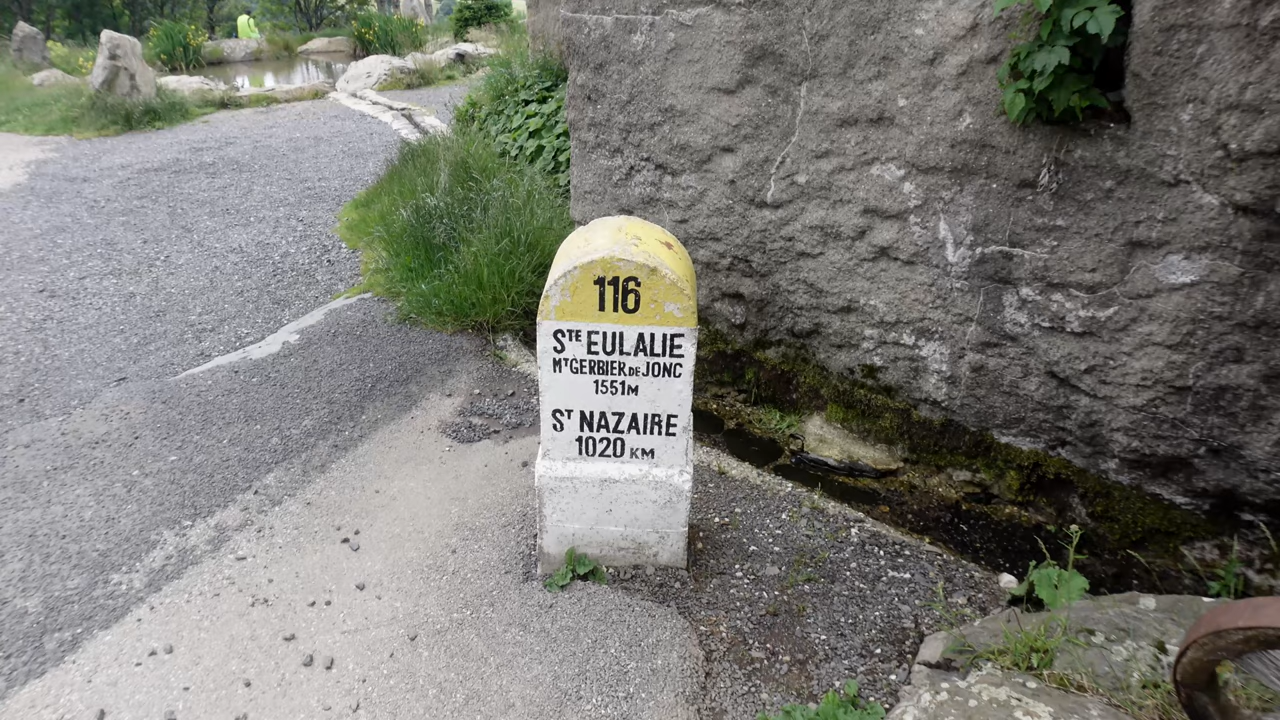 116
STE EULALIE
MT GERBIER DE JONC
1551M
ST NAZAIRE
1020 KM